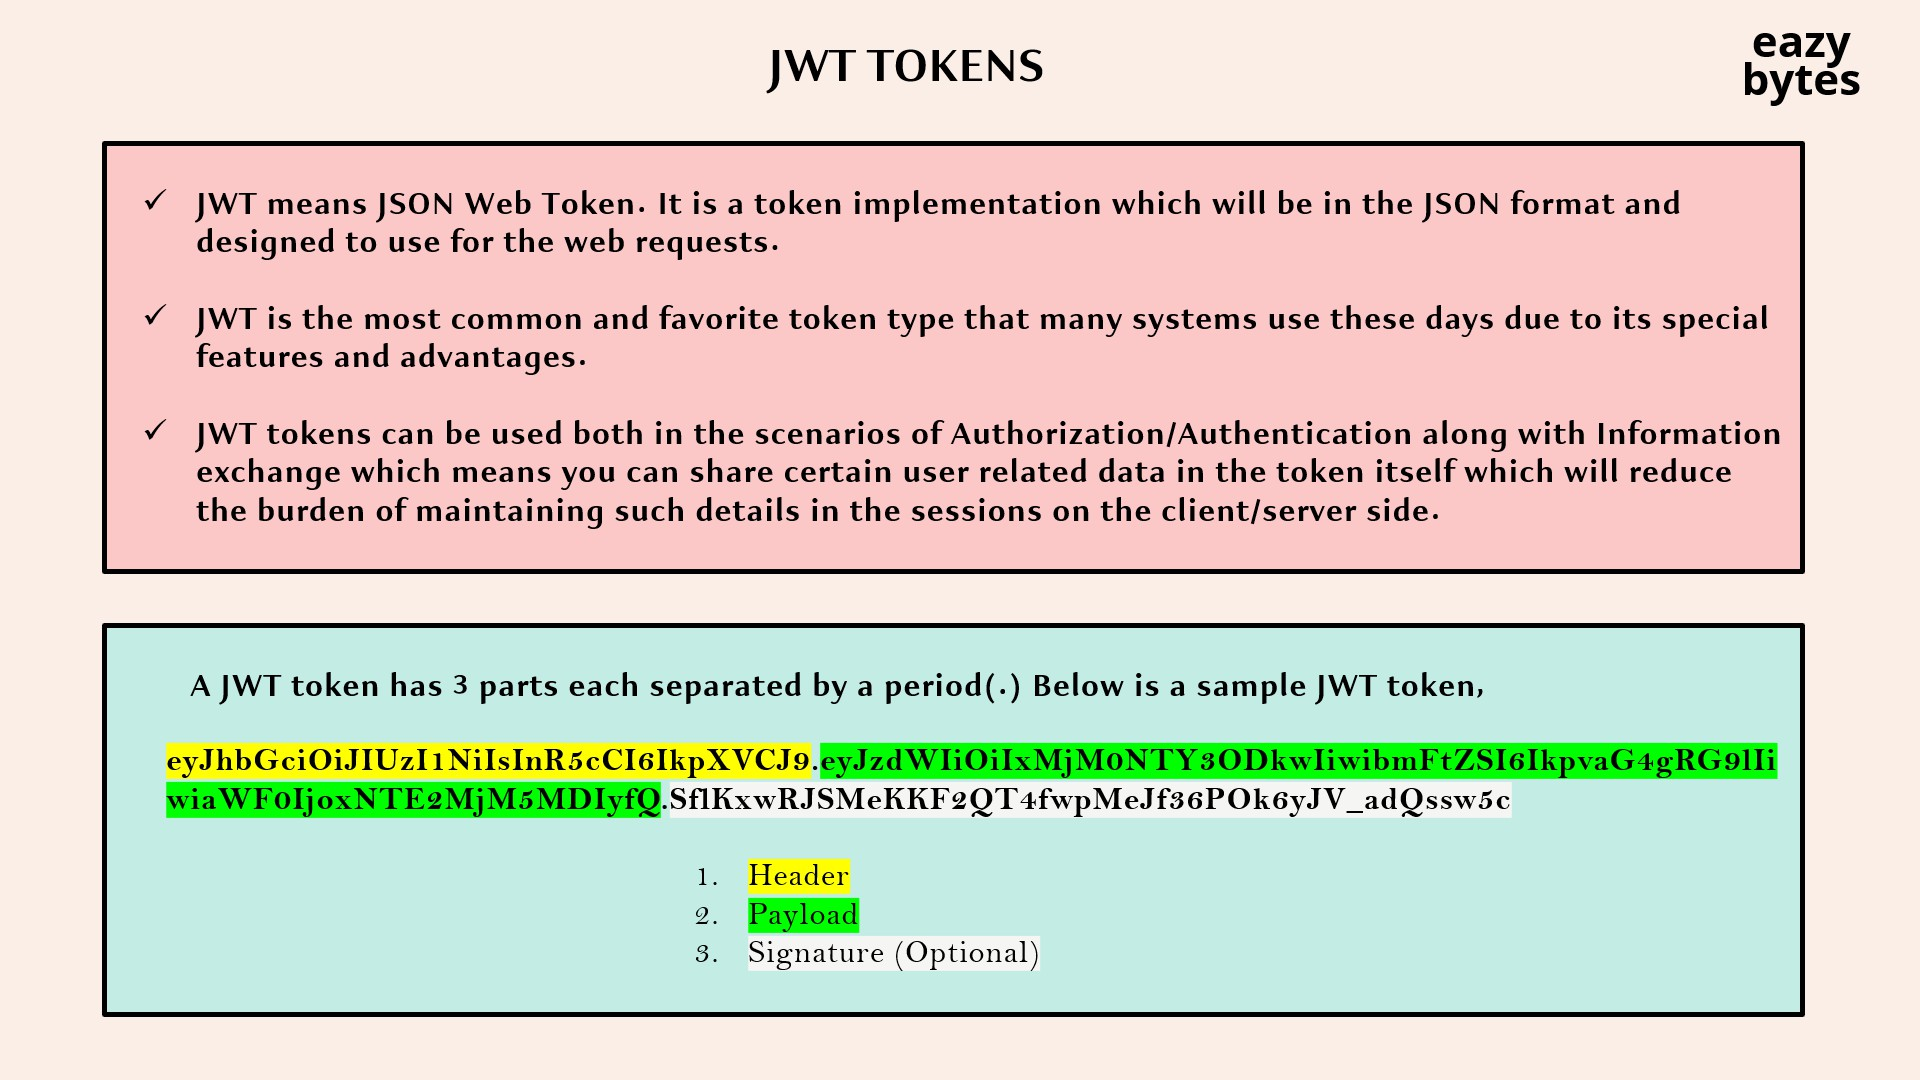 JWT TOKENS
eazy
bytes
✓ JWT means JSON Web Token. It is a token implementation which will be in the JSON format and
designed to use for the web requests.
✓ JWT is the most common and favorite token type that many systems use these days due to its special
features and advantages.
✓ JWT tokens can be used both in the scenarios of Authorization/Authentication along with Information
exchange which means you can share certain user related data in the token itself which will reduce
the burden of maintaining such details in the sessions on the client/server side.
A JWT token has 3 parts each separated by a period(.) Below is a sample JWT token,
eyJhbGciOiJIUzI1NiIsInR5cCI6IkpXVCJ9.eyJzdWIiOiIxMjM0NTY3ODkwIiwibmFtZSI6IkpvaG4gRG9lIi
wiaWF0IjoxNTE2MjM5MDIyfQ.SflKxwRJSMeKKF2QT4fwpMeJf36POk6yJV_adQssw5c
1. Header
2. Payload
3. Signature (Optional)